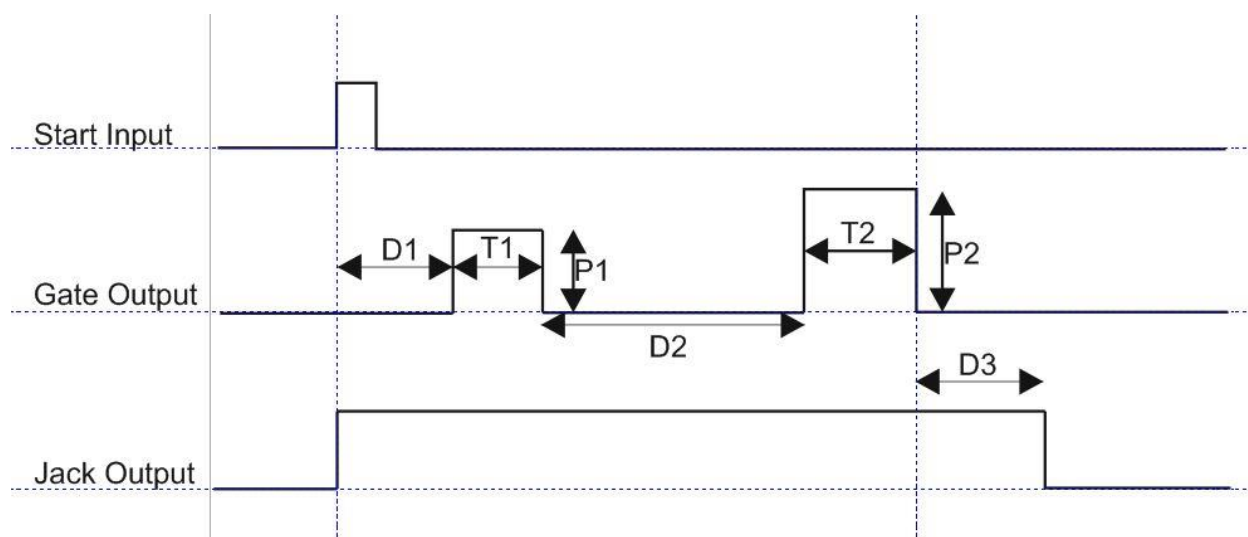 Start Input
D1
T1
P1
T2
P2
Gate Output
D2
D3
Jack Output